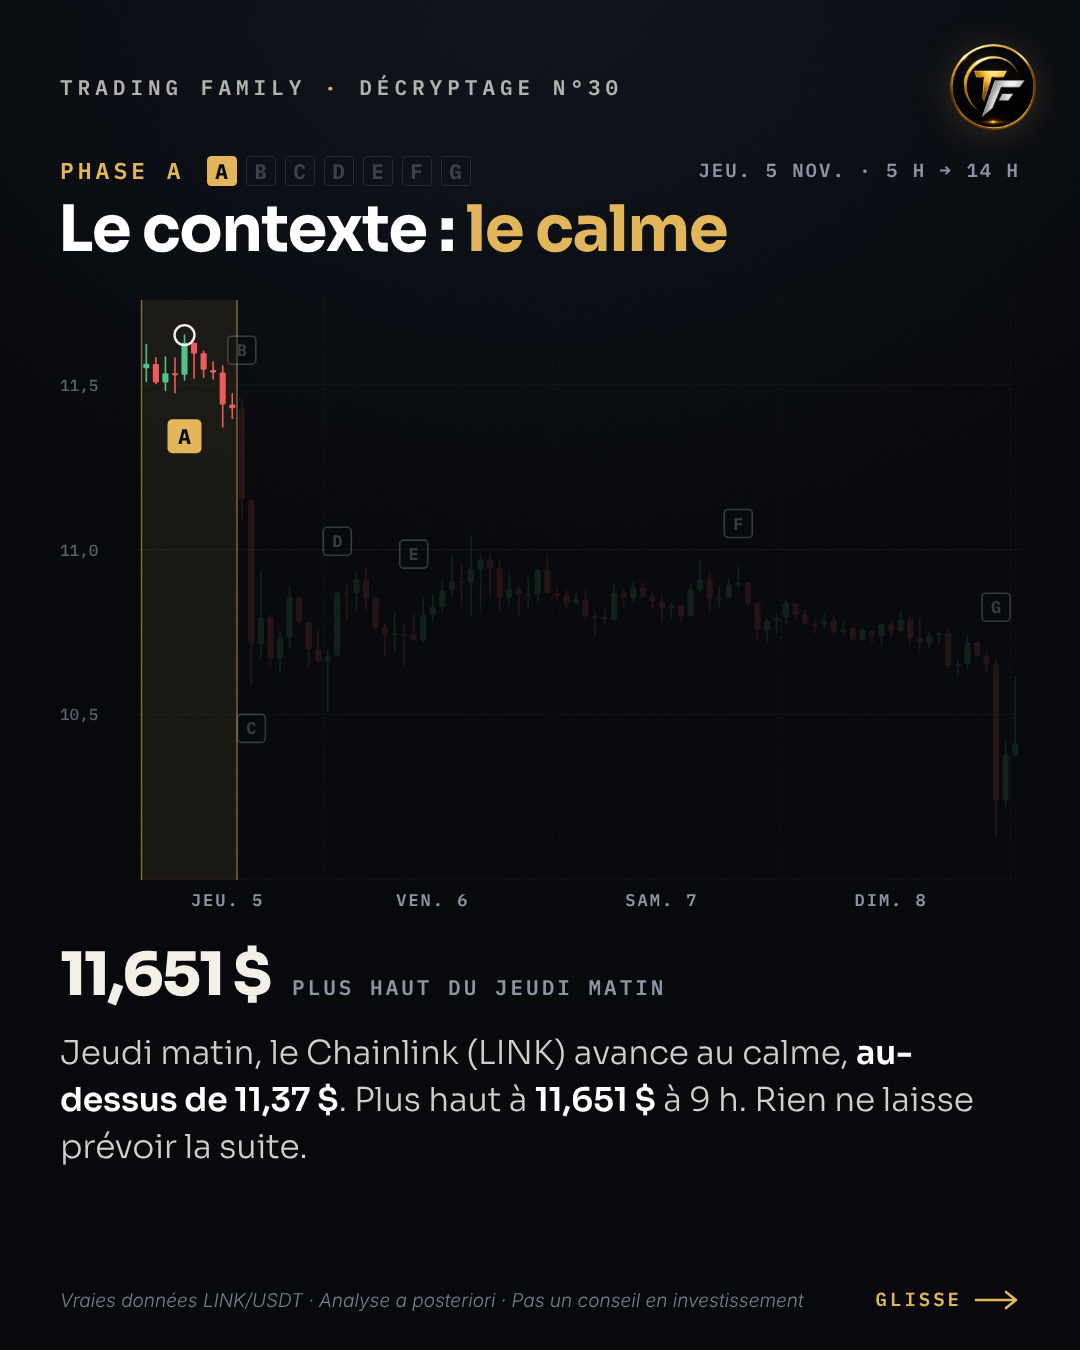 TRADING FAMILY · DÉCRYPTAGE N°30
TF
PHASE A A B C D E F G
JEU. 5 NOV. · 5 H → 14 H
Le contexte : le calme
B
11,5
A
D
E
F
11,0
G
10,5
C
JEU. 5 VEN. 6 SAM. 7 DIM. 8
11,651 $ PLUS HAUT DU JEUDI MATIN
Jeudi matin, le Chainlink (LINK) avance au calme, au-
dessus de 11,37 $. Plus haut à 11,651 $ à 9 h. Rien ne laisse
prévoir la suite.
Vraies données LINK/USDT · Analyse a posteriori · Pas un conseil en investissement
GLISSE →